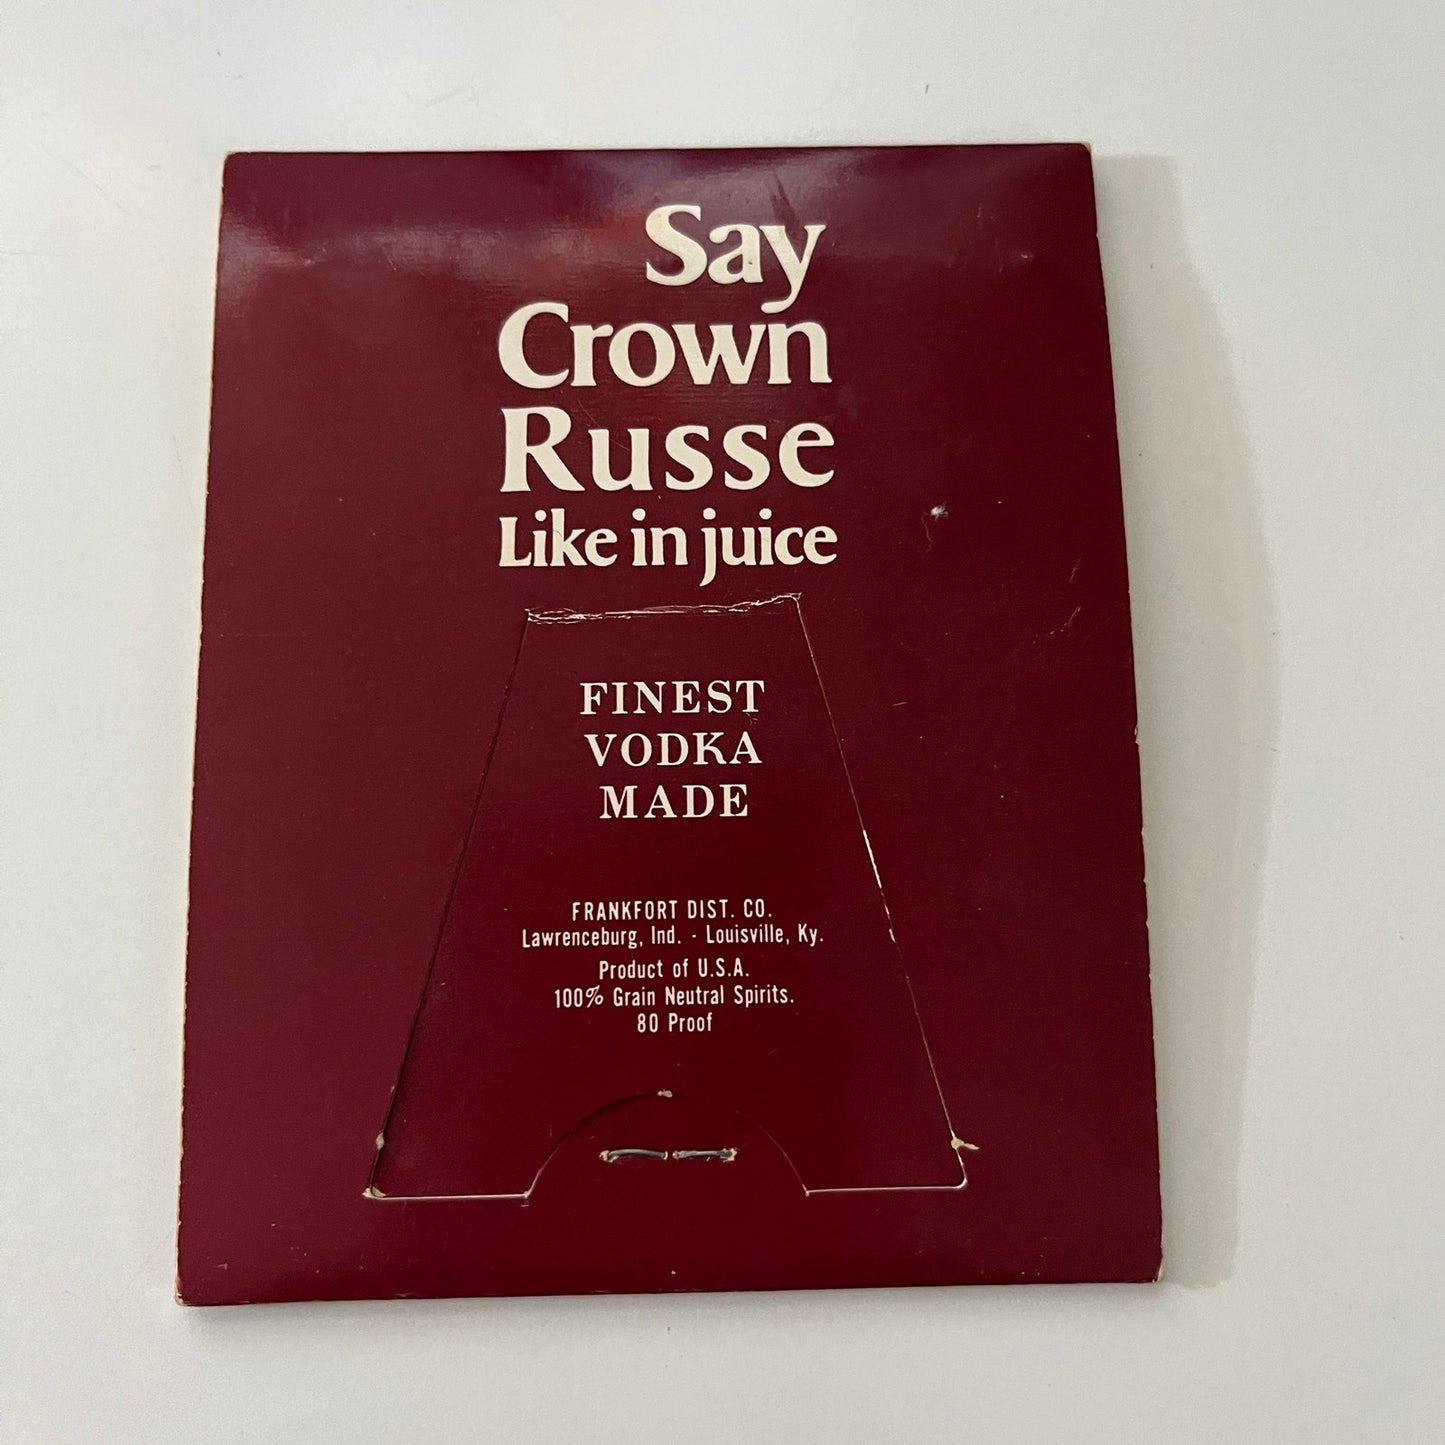 Say
Crown
Russe
Like in juice
FINEST
VODKA
MADE
FRANKFORT DIST. CO.
Lawrenceburg, Ind. - Louisville, Ky.
Product of U.S.A.
100% Grain Neutral Spirits.
80 Proof